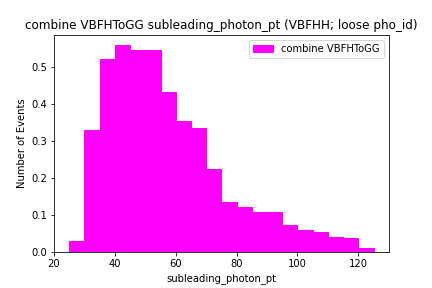 combine VBFHToGG subleading_photon_pt (VBFHH; loose pho_id)
combine VBFHToGG
Number of Events
0.5
0.4
0.3
0.2
0.1
0.0
20 40 60 80 100 120
subleading_photon_pt